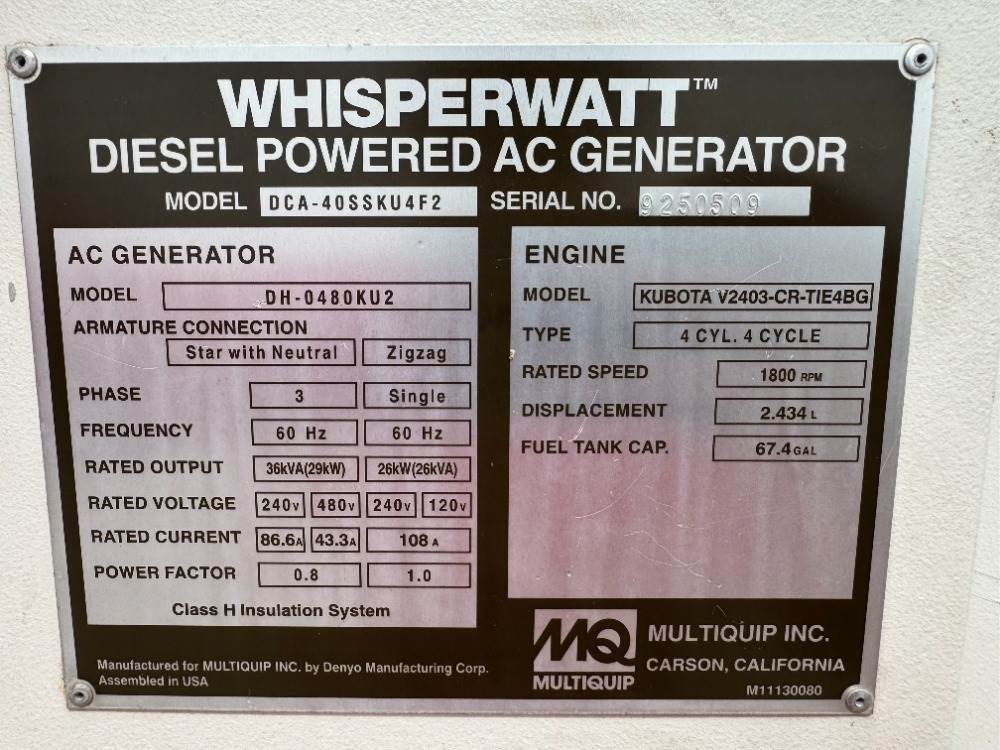 WHISPERWATT™
DIESEL POWERED AC GENERATOR
MODEL DCA-40SSKU4F2 SERIAL NO. 9250509
AC GENERATOR
MODEL DH-0480KU2
ARMATURE CONNECTION
Star with Neutral Zigzag
PHASE 3 Single
FREQUENCY 60 Hz 60 Hz
RATED OUTPUT 36kVA(29kW) 26kW(26kVA)
RATED VOLTAGE 240V 480V 240V 120V
RATED CURRENT 86.6A 43.3A 108 A
POWER FACTOR 0.8 1.0
Class H Insulation System
ENGINE
MODEL KUBOTA V2403-CR-TIE4BG
TYPE 4 CYL. 4 CYCLE
RATED SPEED 1800 RPM
DISPLACEMENT 2.434 L
FUEL TANK CAP. 67.4 GAL
Manufactured for MULTIQUIP INC. by Denyo Manufacturing Corp.
Assembled in USA
MQ
MULTIQUIP
MULTIQUIP INC.
CARSON, CALIFORNIA
M11130080